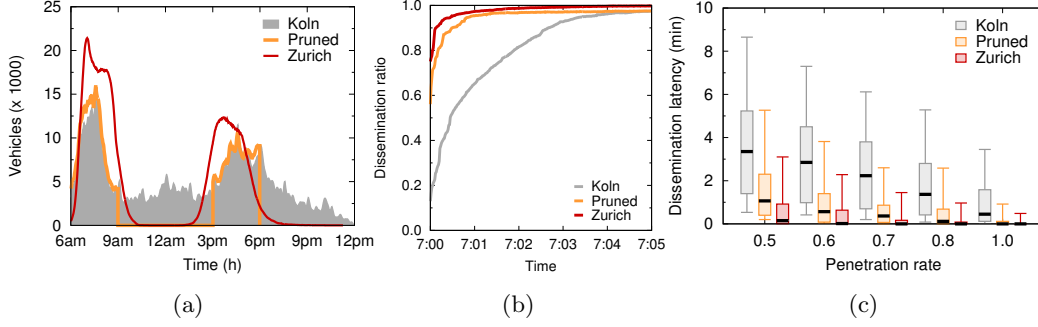 Vehicles (x 1000)
25
20
15
10
5
0
6am 9am 12am 3pm 6pm 9pm 12pm
Time (h)
Koln
Pruned
Zurich
(a)
Dissemination ratio
1.0
0.8
0.6
0.4
0.2
0.0
7:00 7:01 7:02 7:03 7:04 7:05
Time
Koln
Pruned
Zurich
(b)
Dissemination latency (min)
10
8
6
4
2
0
0.5 0.6 0.7 0.8 1.0
Penetration rate
Koln
Pruned
Zurich
(c)